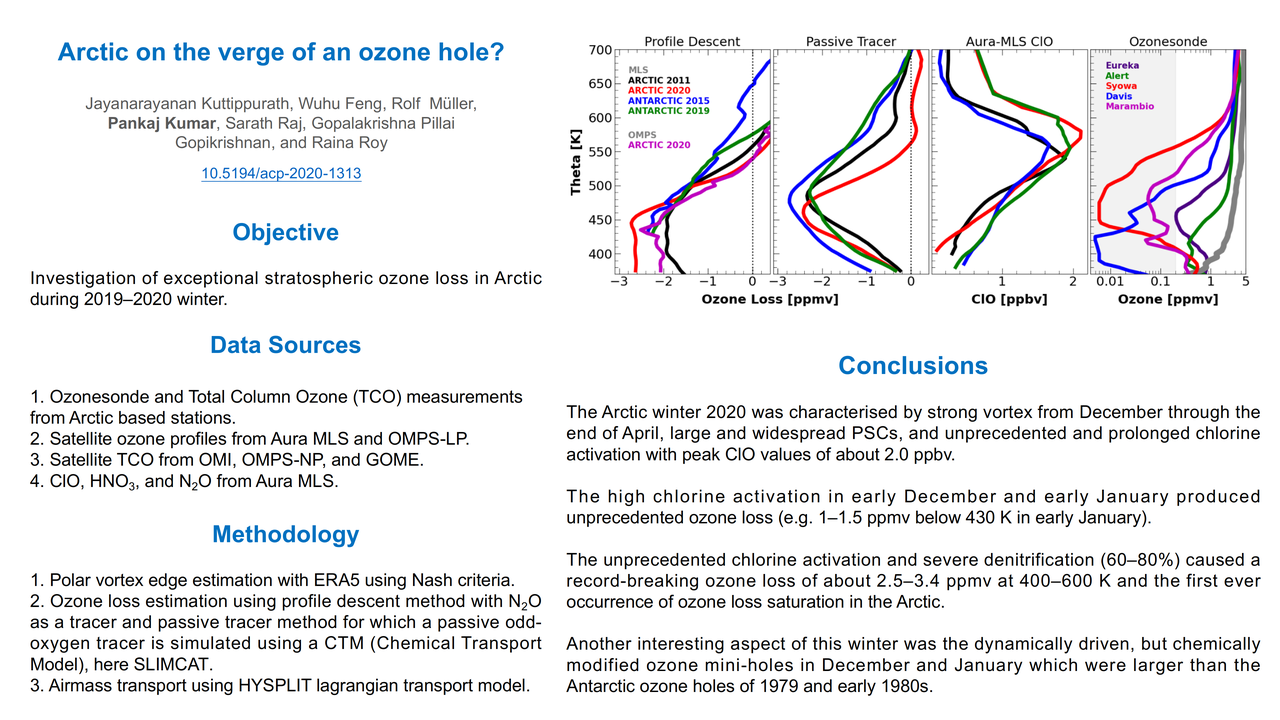 Arctic on the verge of an ozone hole?
Jayanarayanan Kuttippurath, Wuhu Feng, Rolf Müller,
Pankaj Kumar, Sarath Raj, Gopalakrishna Pillai
Gopikrishnan, and Raina Roy
10.5194/acp-2020-1313
Objective
Investigation of exceptional stratospheric ozone loss in Arctic
during 2019–2020 winter.
Data Sources
1. Ozonesonde and Total Column Ozone (TCO) measurements
from Arctic based stations.
2. Satellite ozone profiles from Aura MLS and OMPS-LP.
3. Satellite TCO from OMI, OMPS-NP, and GOME.
4. ClO, HNO₃, and N₂O from Aura MLS.
Methodology
1. Polar vortex edge estimation with ERA5 using Nash criteria.
2. Ozone loss estimation using profile descent method with N₂O
as a tracer and passive tracer method for which a passive odd-
oxygen tracer is simulated using a CTM (Chemical Transport
Model), here SLIMCAT.
3. Airmass transport using HYSPLIT lagrangian transport model.
Profile Descent Passive Tracer Aura-MLS ClO Ozonesonde
Theta [K]
700
650
600
550
500
450
400
MLS
ARCTIC 2011
ARCTIC 2020
ANTARCTIC 2015
ANTARCTIC 2019
OMPS
ARCTIC 2020
Eureka
Alert
Syowa
Davis
Marambio
−3 −2 −1 0 −2 −1 0 1 2 0.01 0.1 1 5
Ozone Loss [ppmv] ClO [ppbv] Ozone [ppmv]
Conclusions
The Arctic winter 2020 was characterised by strong vortex from December through the
end of April, large and widespread PSCs, and unprecedented and prolonged chlorine
activation with peak ClO values of about 2.0 ppbv.
The high chlorine activation in early December and early January produced
unprecedented ozone loss (e.g. 1–1.5 ppmv below 430 K in early January).
The unprecedented chlorine activation and severe denitrification (60–80%) caused a
record-breaking ozone loss of about 2.5–3.4 ppmv at 400–600 K and the first ever
occurrence of ozone loss saturation in the Arctic.
Another interesting aspect of this winter was the dynamically driven, but chemically
modified ozone mini-holes in December and January which were larger than the
Antarctic ozone holes of 1979 and early 1980s.